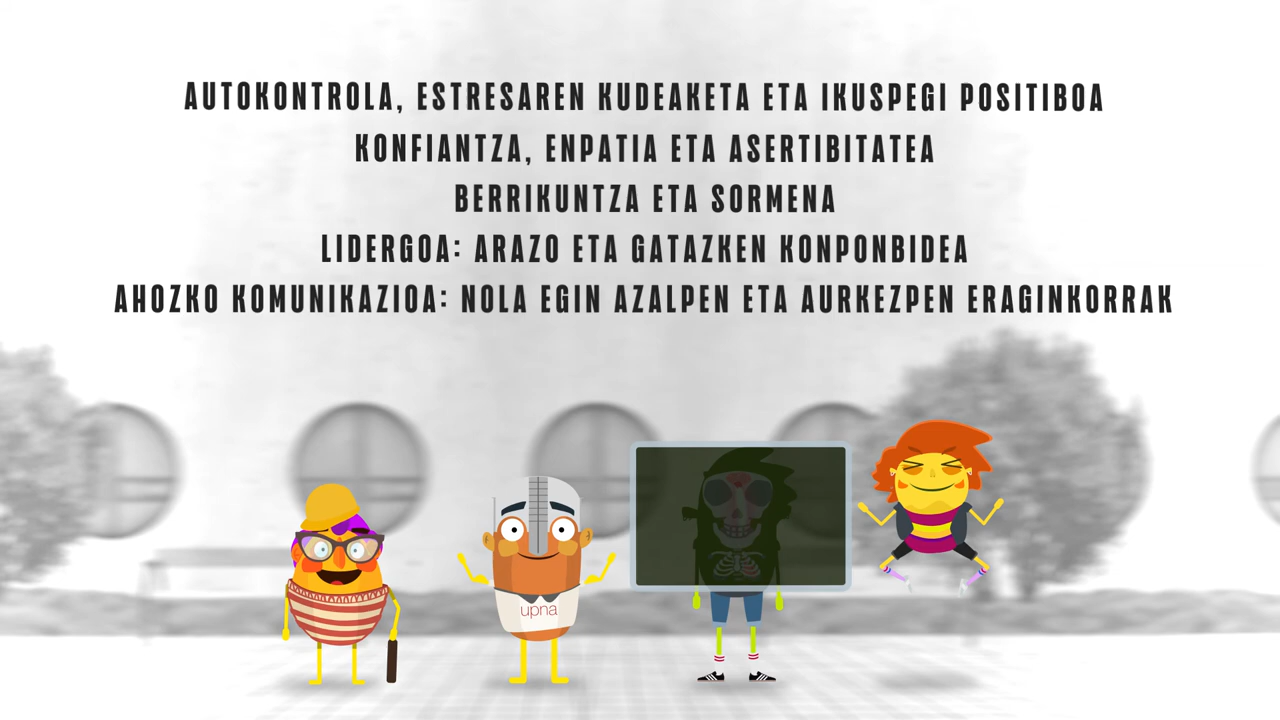 AUTOKONTROLA, ESTRESAREN KUDEAKETA ETA IKUSPEGI POSITIBOA
KONFIANTZA, ENPATIA ETA ASERTIBITATEA
BERRIKUNTZA ETA SORMENA
LIDERGOA: ARAZO ETA GATAZKEN KONPONBIDEA
AHOZKO KOMUNIKAZIOA: NOLA EGIN AZALPEN ETA AURKEZPEN ERAGINKORRAK
upna